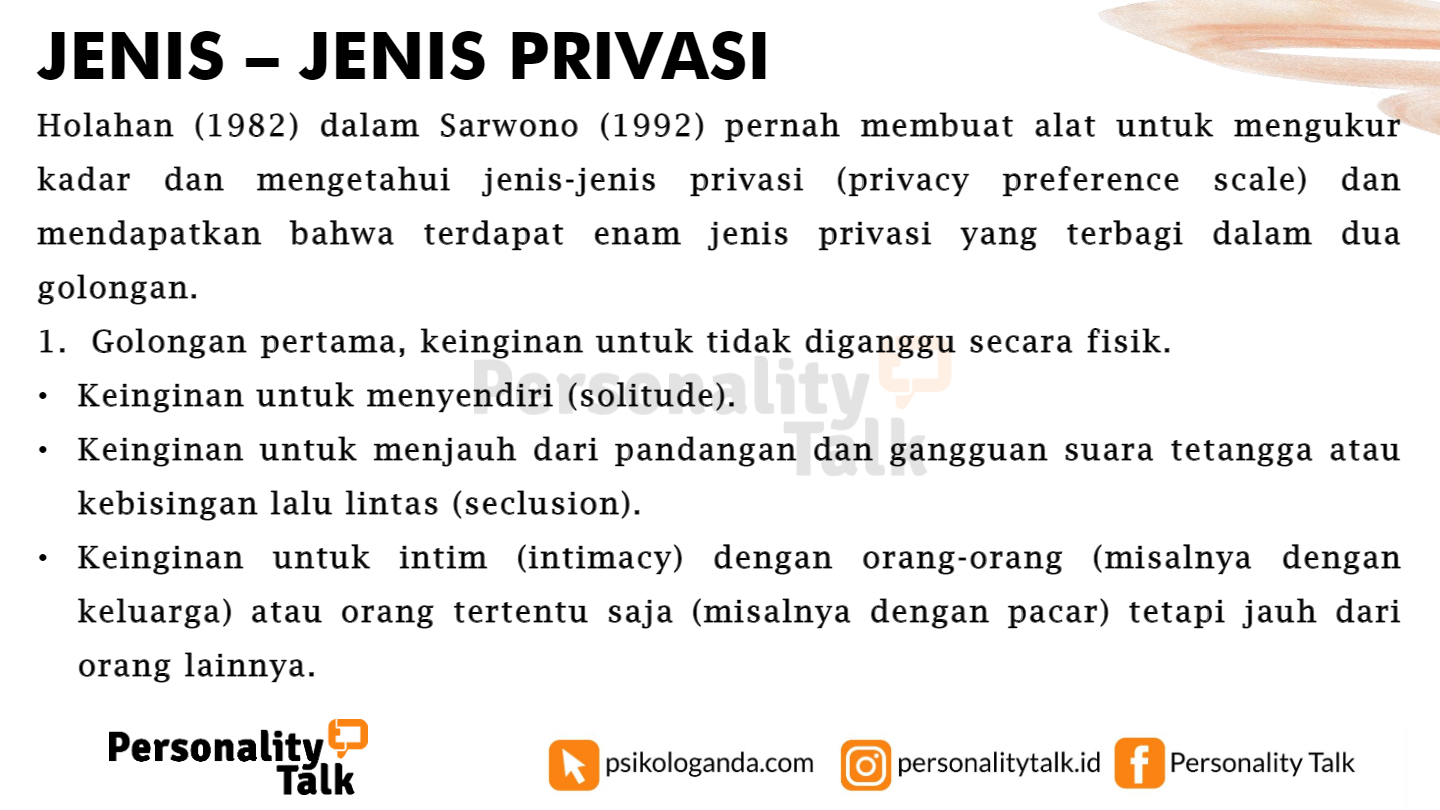 JENIS – JENIS PRIVASI
Holahan (1982) dalam Sarwono (1992) pernah membuat alat untuk mengukur
kadar dan mengetahui jenis-jenis privasi (privacy preference scale) dan
mendapatkan bahwa terdapat enam jenis privasi yang terbagi dalam dua
golongan.
1. Golongan pertama, keinginan untuk tidak diganggu secara fisik.
• Keinginan untuk menyendiri (solitude).
• Keinginan untuk menjauh dari pandangan dan gangguan suara tetangga atau
kebisingan lalu lintas (seclusion).
• Keinginan untuk intim (intimacy) dengan orang-orang (misalnya dengan
keluarga) atau orang tertentu saja (misalnya dengan pacar) tetapi jauh dari
orang lainnya.
Personality
Talk
Personality
Talk
psikologanda.com
personalitytalk.id
Personality Talk